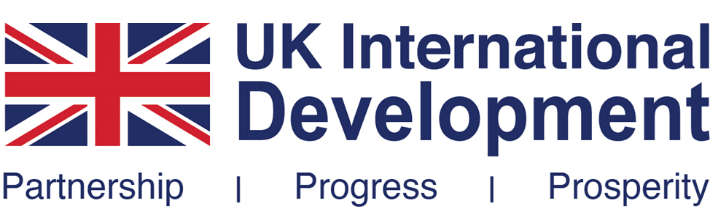 UK International
Development
Partnership | Progress | Prosperity